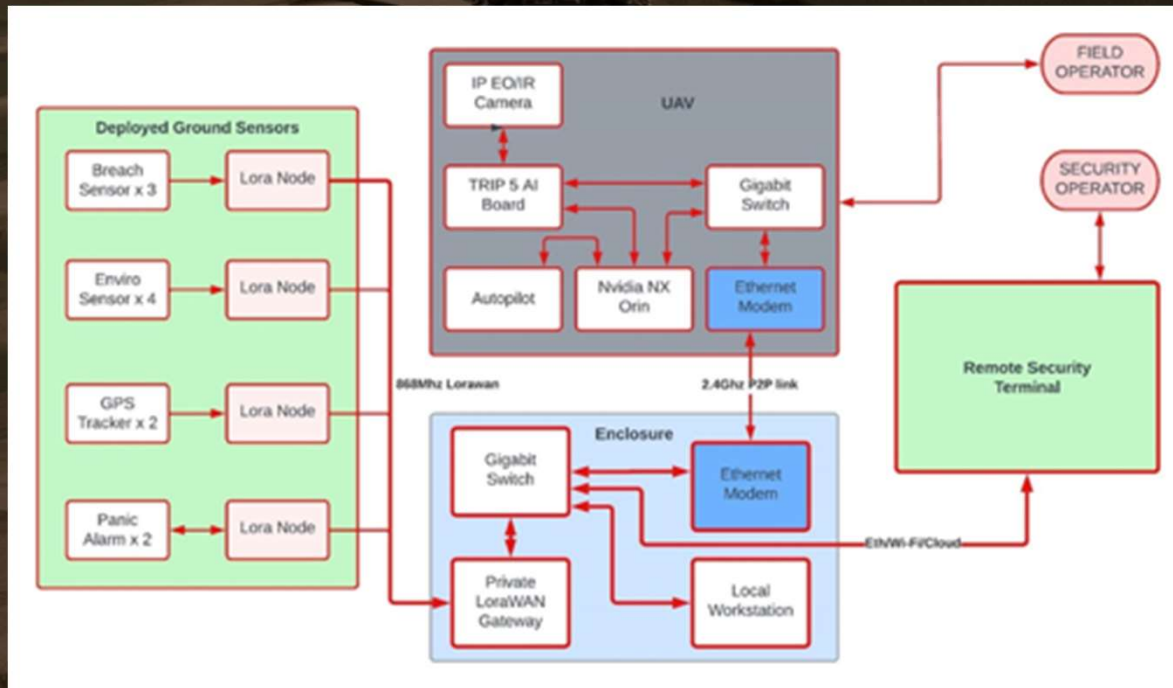 Deployed Ground Sensors
Breach
Sensor x 3
Lora Node
Enviro
Sensor x 4
Lora Node
GPS
Tracker x 2
Lora Node
Panic
Alarm x 2
Lora Node
868Mhz Lorawan
UAV
IP EO/IR
Camera
TRIP 5 AI
Board
Gigabit
Switch
Autopilot
Nvidia NX
Orin
Ethernet
Modem
2.4Ghz P2P link
Enclosure
Gigabit
Switch
Ethernet
Modem
Private
LoraWAN
Gateway
Local
Workstation
Eth/Wi-Fi/Cloud
FIELD
OPERATOR
SECURITY
OPERATOR
Remote Security
Terminal